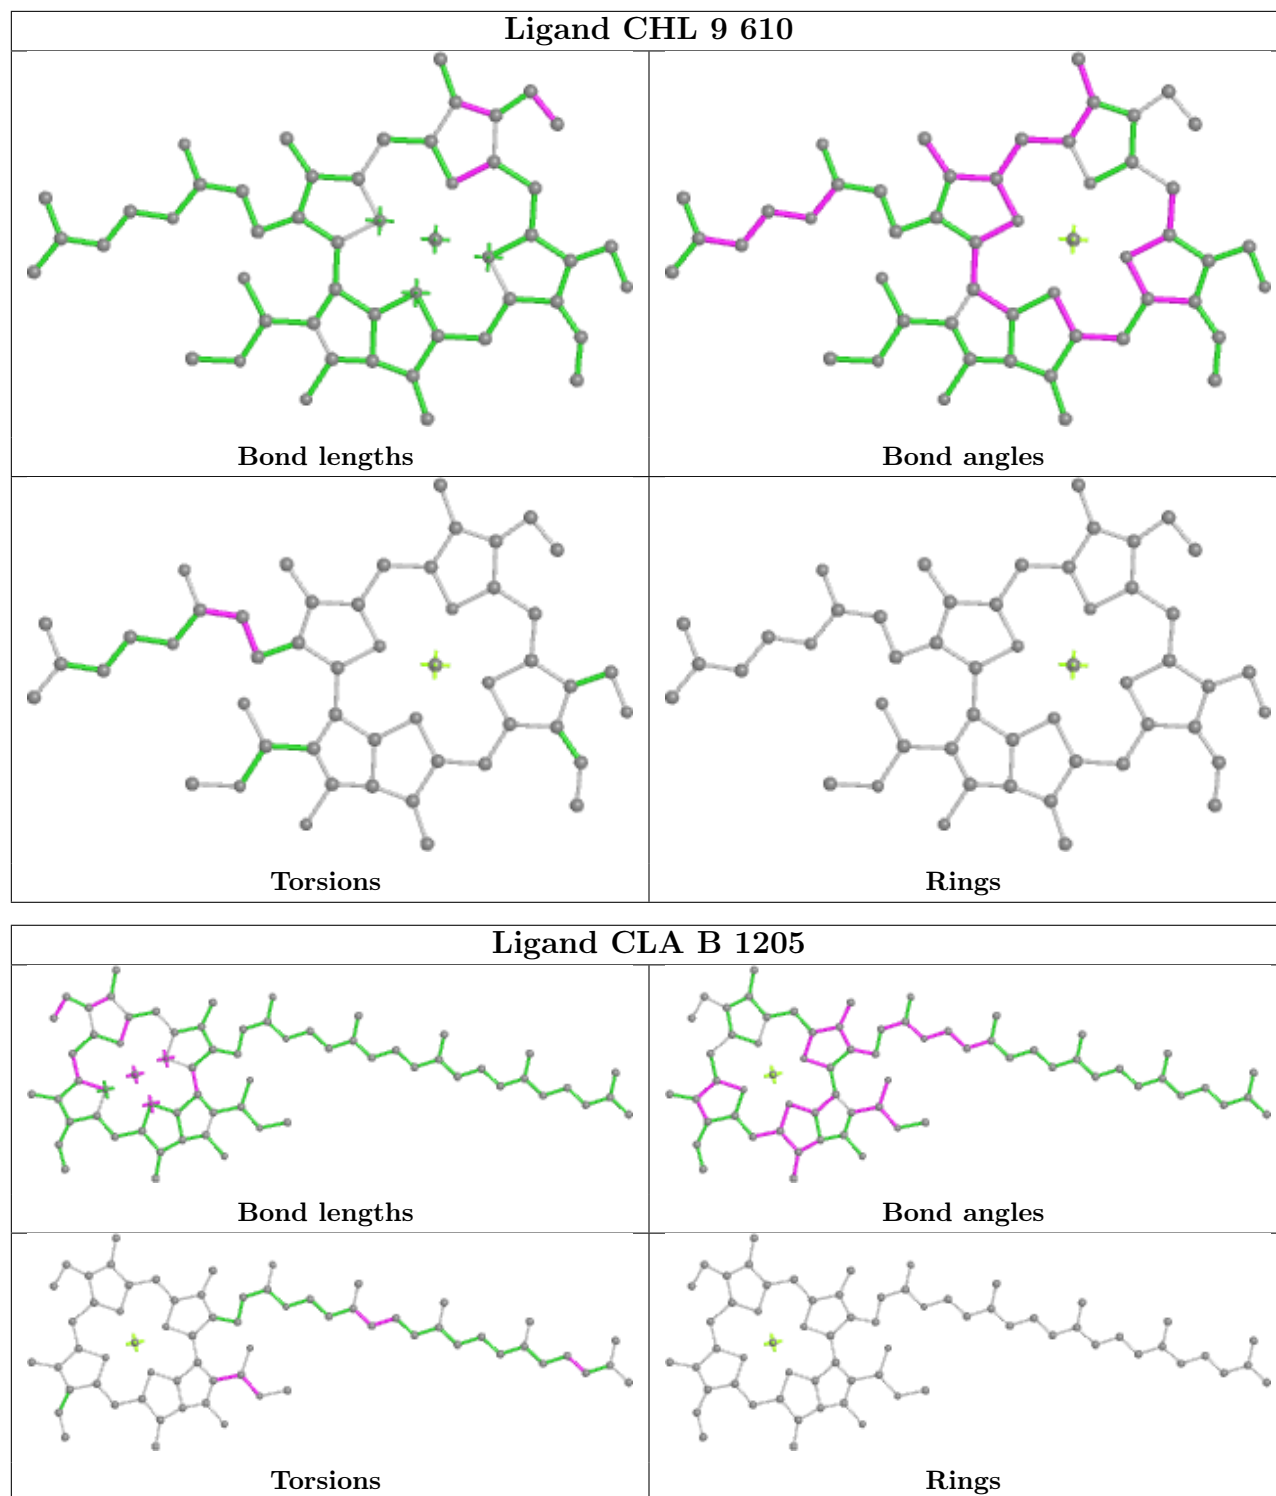 Ligand CHL 9 610
Bond lengths
Bond angles
Torsions
Rings
Ligand CLA B 1205
Bond lengths
Bond angles
Torsions
Rings